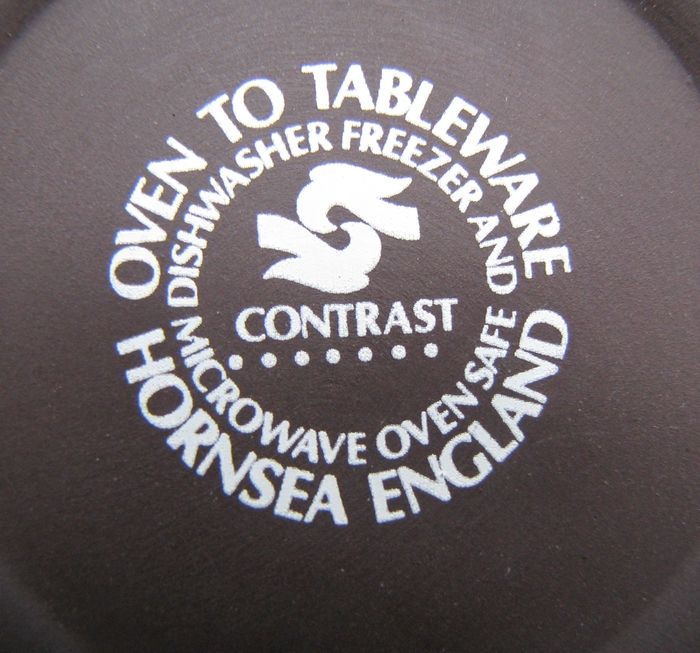 OVEN TO TABLEWARE
DISHWASHER FREEZER AND
CONTRAST
MICROWAVE OVEN SAFE
HORNSEA ENGLAND